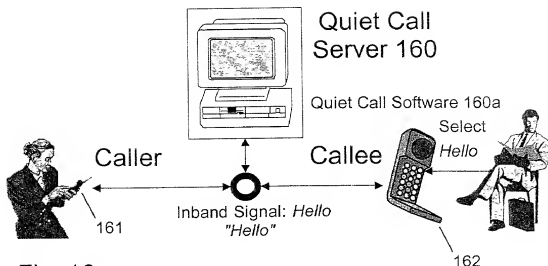 Quiet Call
Server 160
Quiet Call Software 160a
Select
Hello
Caller
Callee
161
Inband Signal: Hello
"Hello"
162